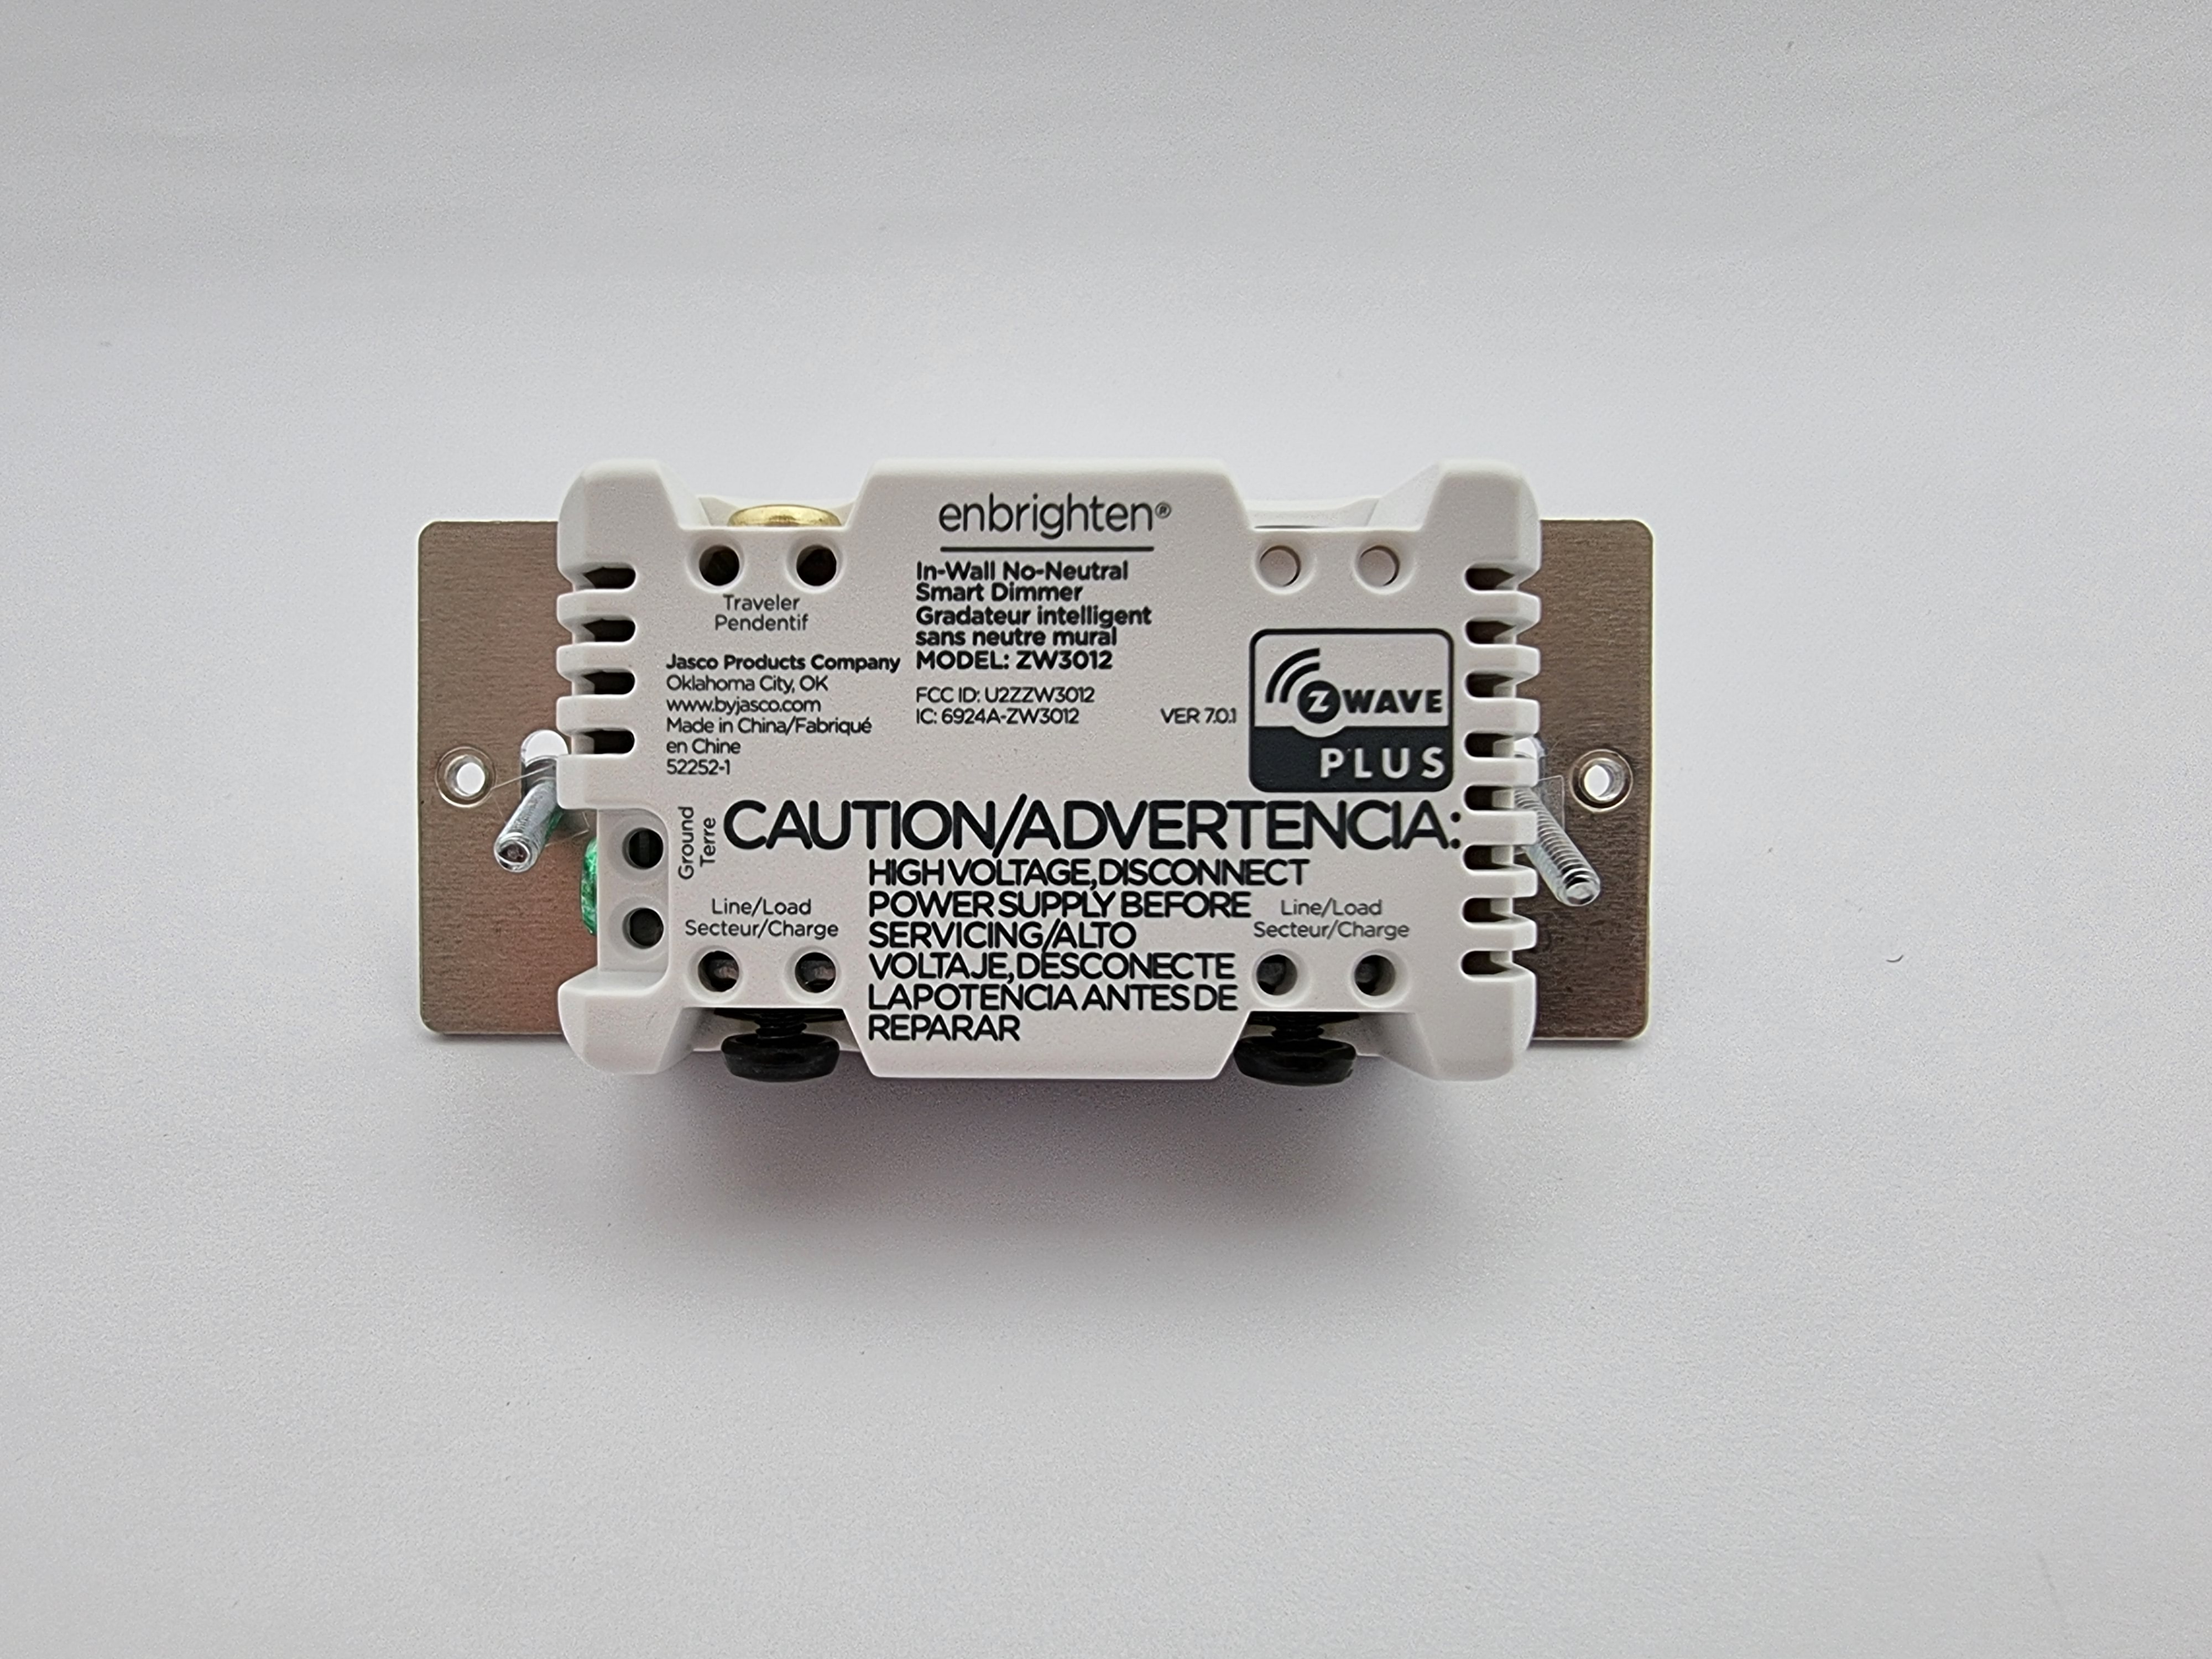 enbrighten®
In-Wall No-Neutral
Smart Dimmer
Gradateur intelligent
sans neutre mural
MODEL: ZW3012
FCC ID: U2ZZW3012
IC: 6924A-ZW3012
VER 7.0.1
Traveler
Pendentif
Jasco Products Company
Oklahoma City, OK
www.byjasco.com
Made in China/Fabriqué
en Chine
52252-1
Z WAVE
PLUS
Ground
Terre
CAUTION/ADVERTENCIA:
HIGH VOLTAGE, DISCONNECT
POWER SUPPLY BEFORE
SERVICING/ALTO
VOLTAJE, DESCONECTE
LA POTENCIA ANTES DE
REPARAR
Line/Load
Secteur/Charge
Line/Load
Secteur/Charge